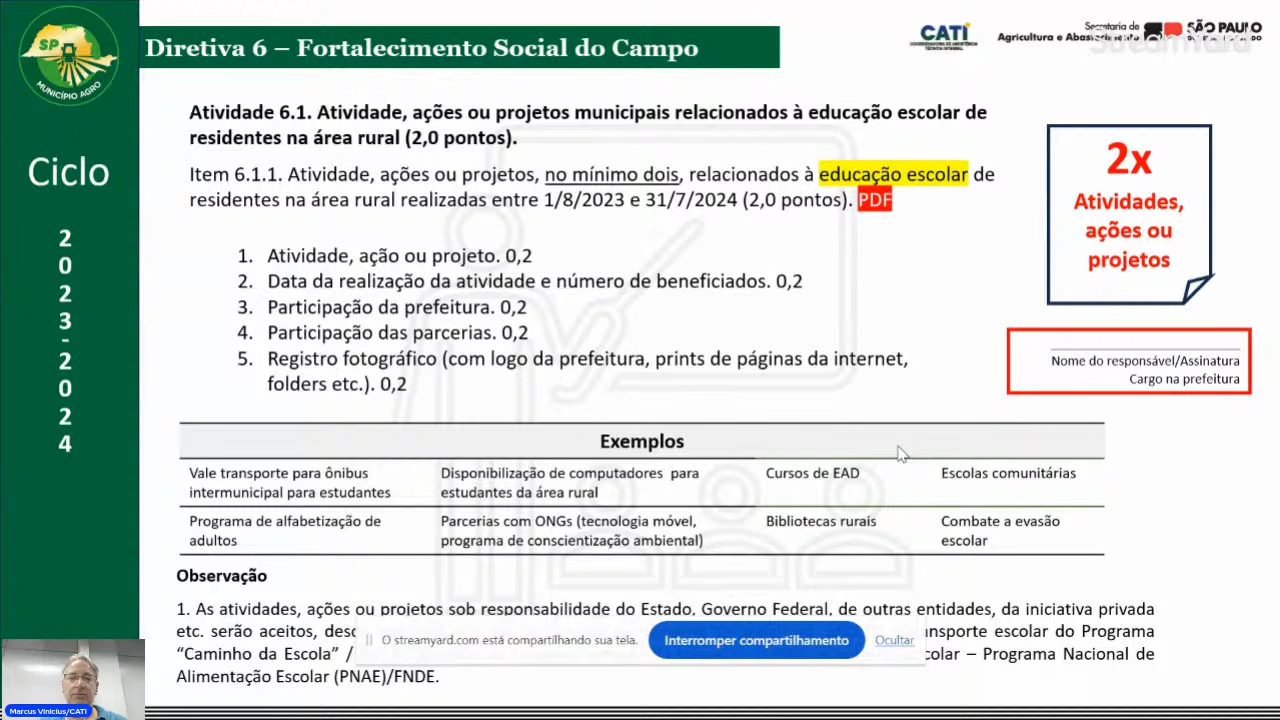 SP
MUNICÍPIO AGRO
Diretiva 6 – Fortalecimento Social do Campo
CATI
COORDENADORIA DE ASSISTÊNCIA
TÉCNICA INTEGRAL
Secretaria de
Agricultura e Abastecimento
SÃO PAULO
StreamYard
Ciclo
2
0
2
3
-
2
0
2
4
Atividade 6.1. Atividade, ações ou projetos municipais relacionados à educação escolar de
residentes na área rural (2,0 pontos).
Item 6.1.1. Atividade, ações ou projetos, no mínimo dois, relacionados à educação escolar de
residentes na área rural realizadas entre 1/8/2023 e 31/7/2024 (2,0 pontos). PDF
1. Atividade, ação ou projeto. 0,2
2. Data da realização da atividade e número de beneficiados. 0,2
3. Participação da prefeitura. 0,2
4. Participação das parcerias. 0,2
5. Registro fotográfico (com logo da prefeitura, prints de páginas da internet,
folders etc.). 0,2
2x
Atividades,
ações ou
projetos
Nome do responsável/Assinatura
Cargo na prefeitura
Exemplos
Vale transporte para ônibus
intermunicipal para estudantes
Disponibilização de computadores para
estudantes da área rural
Cursos de EAD
Escolas comunitárias
Programa de alfabetização de
adultos
Parcerias com ONGs (tecnologia móvel,
programa de conscientização ambiental)
Bibliotecas rurais
Combate a evasão
escolar
Observação
1. As atividades, ações ou projetos sob responsabilidade do Estado, Governo Federal, de outras entidades, da iniciativa privada
etc. serão aceitos, transporte escolar do Programa
“Caminho da Escola” / – Programa Nacional de
Alimentação Escolar (PNAE)/FNDE.
O streamyard.com está compartilhando sua tela.
Interromper compartilhamento
Ocultar
Marcus Vinicius/CATI